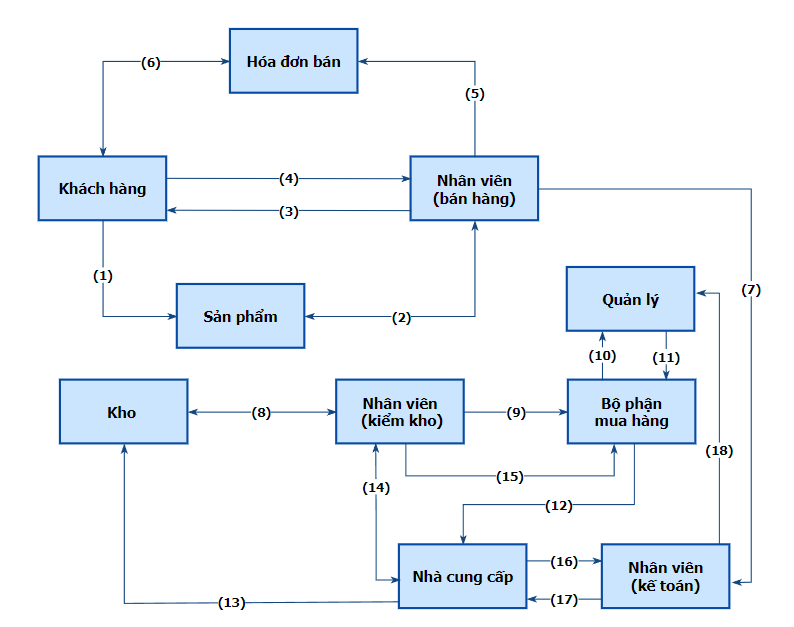 Hóa đơn bán
(6)
(5)
Khách hàng
(4)
(3)
Nhân viên
(bán hàng)
(1)
Sản phẩm
(2)
Quản lý
(7)
(10)
(11)
Kho
(8)
Nhân viên
(kiểm kho)
(9)
Bộ phận
mua hàng
(18)
(15)
(14)
(12)
Nhà cung cấp
(16)
(17)
Nhân viên
(kế toán)
(13)